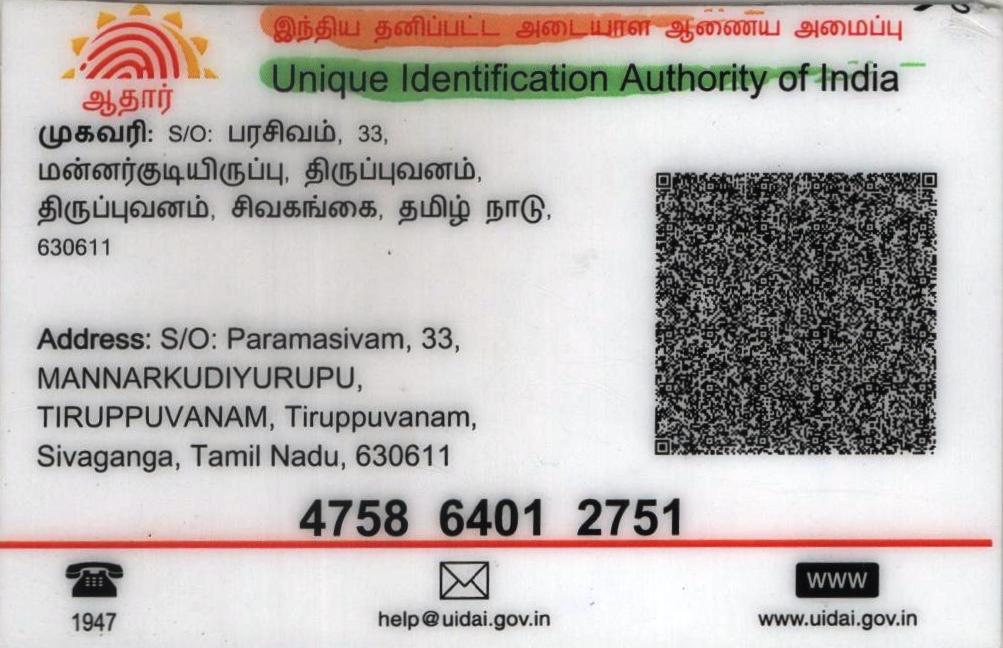 இந்திய தனிப்பட்ட அடையாள ஆணைய அமைப்பு
Unique Identification Authority of India
ஆதார்
முகவரி: S/O: பரசிவம், 33,
மன்னர்குடியிருப்பு, திருப்புவனம்,
திருப்புவனம், சிவகங்கை, தமிழ் நாடு,
630611
Address: S/O: Paramasivam, 33,
MANNARKUDIYURUPU,
TIRUPPUVANAM, Tiruppuvanam,
Sivaganga, Tamil Nadu, 630611
4758 6401 2751
1947
help@uidai.gov.in
www
www.uidai.gov.in